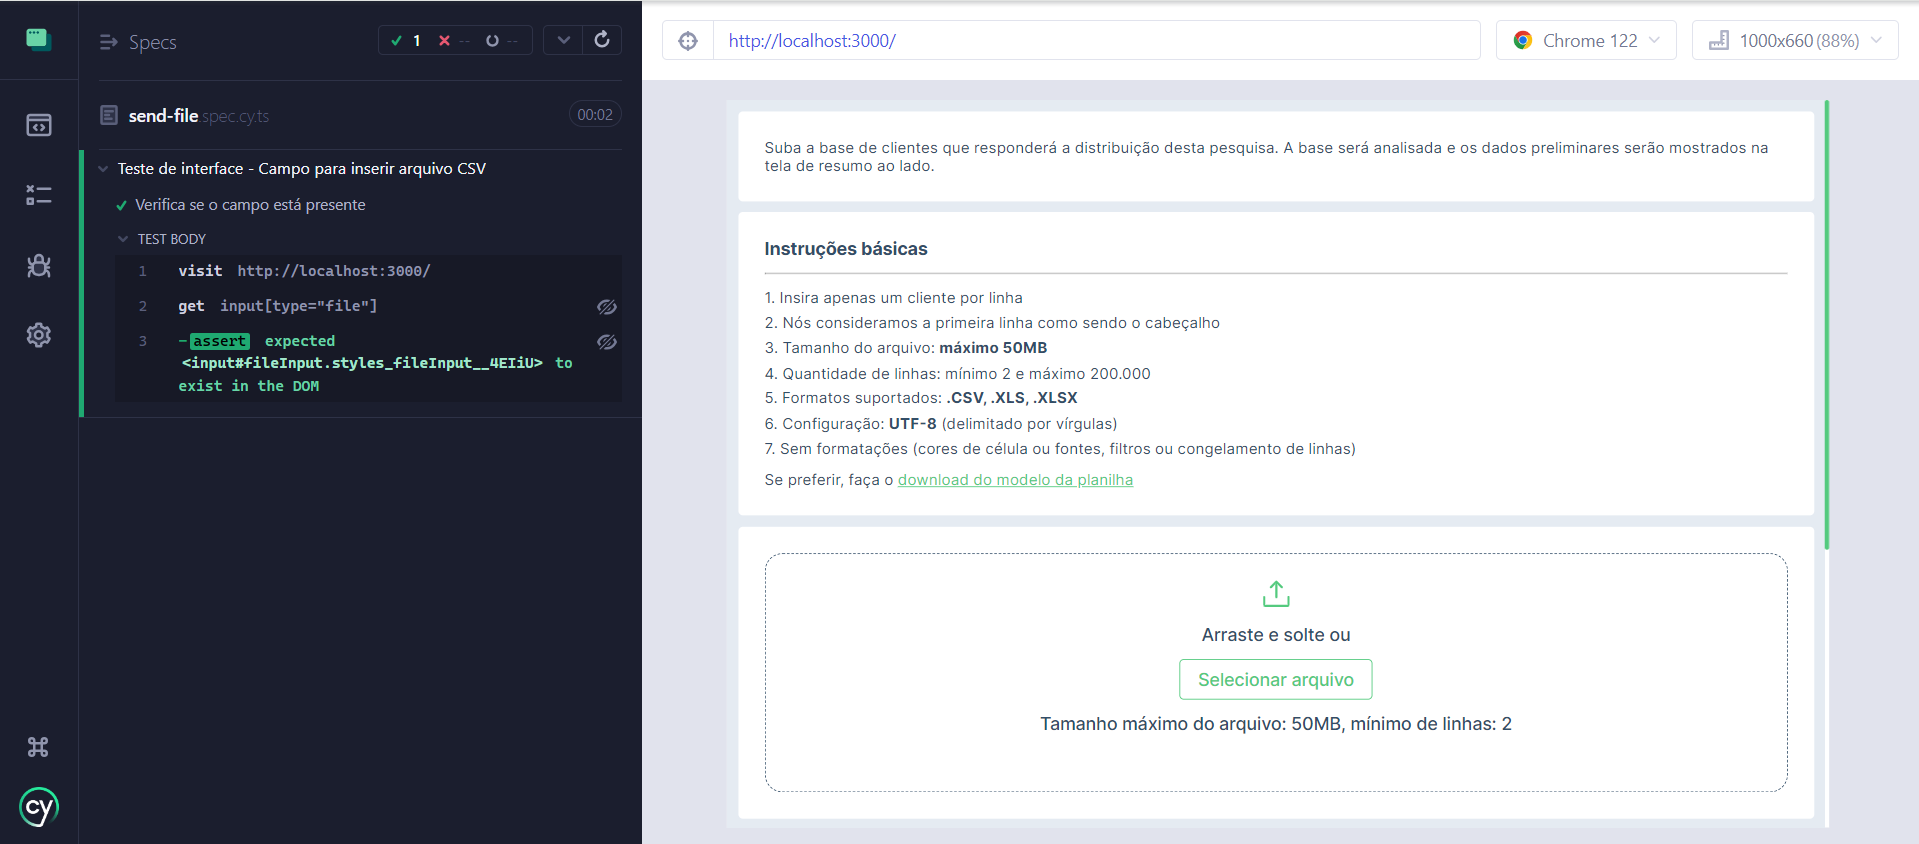 Specs
1
--
--
send-file.spec.cy.ts
00:02
Teste de interface - Campo para inserir arquivo CSV
Verifica se o campo está presente
TEST BODY
1 visit http://localhost:3000/
2 get input[type="file"]
3 -assert expected
<input#fileInput.styles_fileInput__4EIiU> to
exist in the DOM
cy
http://localhost:3000/
Chrome 122
1000x660 (88%)
Suba a base de clientes que responderá a distribuição desta pesquisa. A base será analisada e os dados preliminares serão mostrados na
tela de resumo ao lado.
Instruções básicas
1. Insira apenas um cliente por linha
2. Nós consideramos a primeira linha como sendo o cabeçalho
3. Tamanho do arquivo: máximo 50MB
4. Quantidade de linhas: mínimo 2 e máximo 200.000
5. Formatos suportados: .CSV, .XLS, .XLSX
6. Configuração: UTF-8 (delimitado por vírgulas)
7. Sem formatações (cores de célula ou fontes, filtros ou congelamento de linhas)
Se preferir, faça o download do modelo da planilha
Arraste e solte ou
Selecionar arquivo
Tamanho máximo do arquivo: 50MB, mínimo de linhas: 2